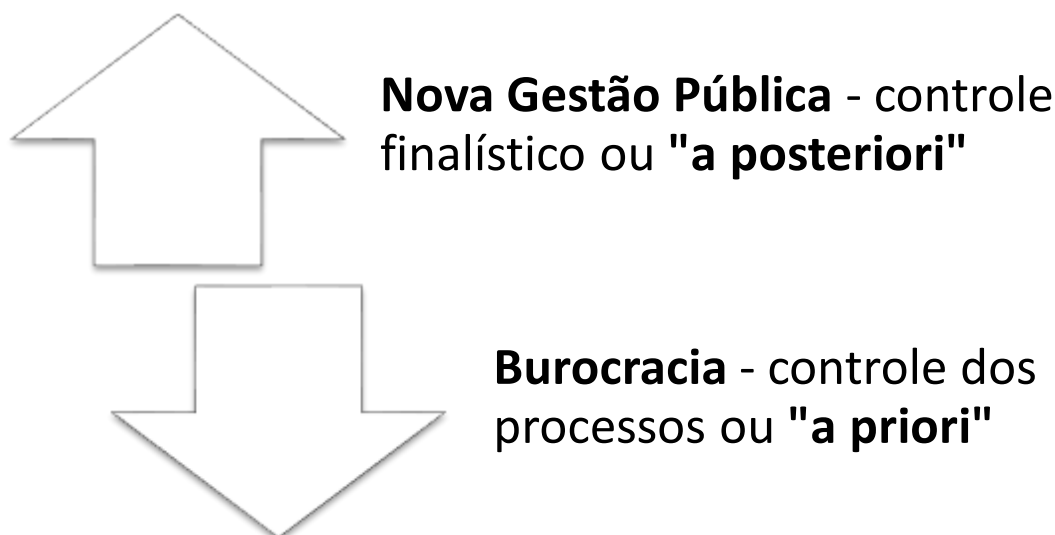 Nova Gestão Pública - controle
finalístico ou "a posteriori"
Burocracia - controle dos
processos ou "a priori"